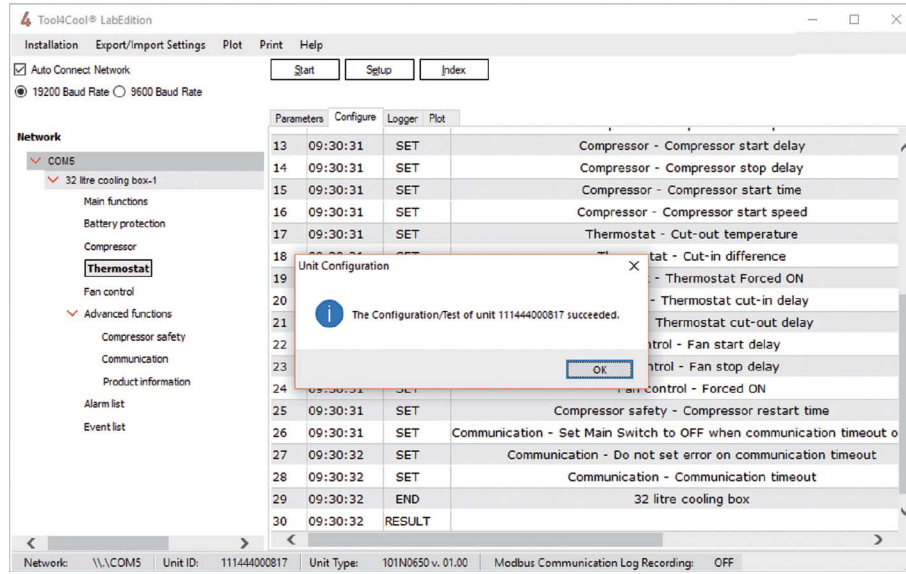 Tool4Cool® LabEdition
Installation Export/Import Settings Plot Print Help
Auto Connect Network
Start Setup Index
19200 Baud Rate 9600 Baud Rate
Parameters Configure Logger Plot
Network
COM5
32 litre cooling box-1
Main functions
Battery protection
Compressor
Thermostat
Fan control
Advanced functions
Compressor safety
Communication
Product information
Alarm list
Event list
13 09:30:31 SET Compressor - Compressor start delay
14 09:30:31 SET Compressor - Compressor stop delay
15 09:30:31 SET Compressor - Compressor start time
16 09:30:31 SET Compressor - Compressor start speed
17 09:30:31 SET Thermostat - Cut-out temperature
18 tat - Cut-in difference
19 - Thermostat Forced ON
20 - Thermostat cut-in delay
21 Thermostat cut-out delay
22 ntrol - Fan start delay
23 ntrol - Fan stop delay
24 09:30:31 SET Fan control - Forced ON
25 09:30:31 SET Compressor safety - Compressor restart time
26 09:30:31 SET Communication - Set Main Switch to OFF when communication timeout o
27 09:30:32 SET Communication - Do not set error on communication timeout
28 09:30:32 SET Communication - Communication timeout
29 09:30:32 END 32 litre cooling box
30 09:30:32 RESULT
Unit Configuration
The Configuration/Test of unit 111444000817 succeeded.
OK
Network: \\.\COM5 Unit ID: 111444000817 Unit Type: 101N0650 v. 01.00 Modbus Communication Log Recording: OFF